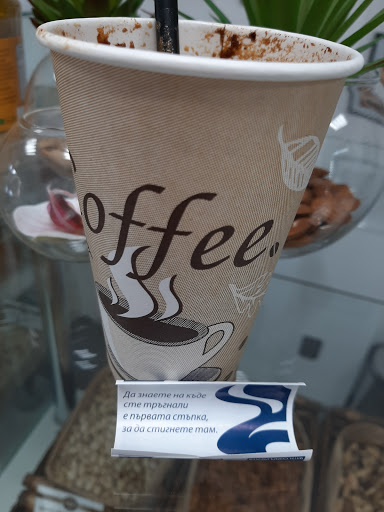 offee.
Да знаете на къде
сте тръгнали
е първата стъпка,
за да стигнете там.